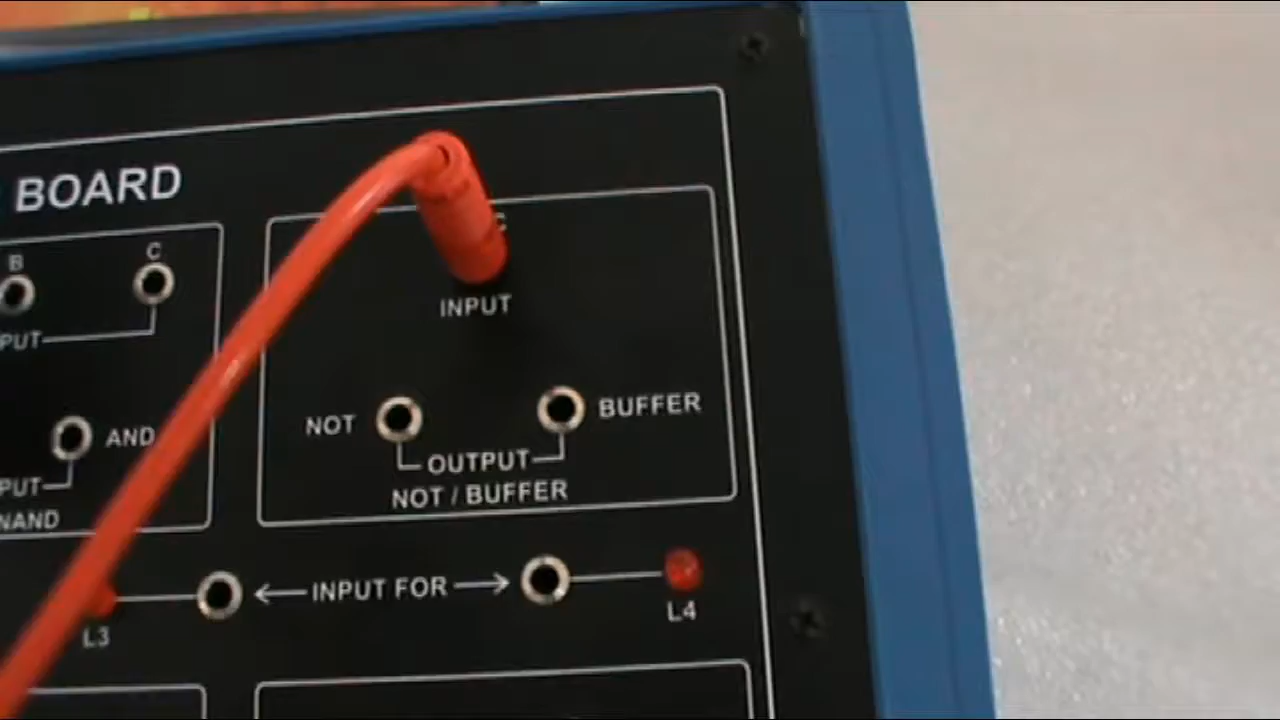 BOARD
B
C
INPUT
PUT
NOT
BUFFER
AND
OUTPUT
PUT
NOT / BUFFER
NAND
INPUT FOR
L3
L4